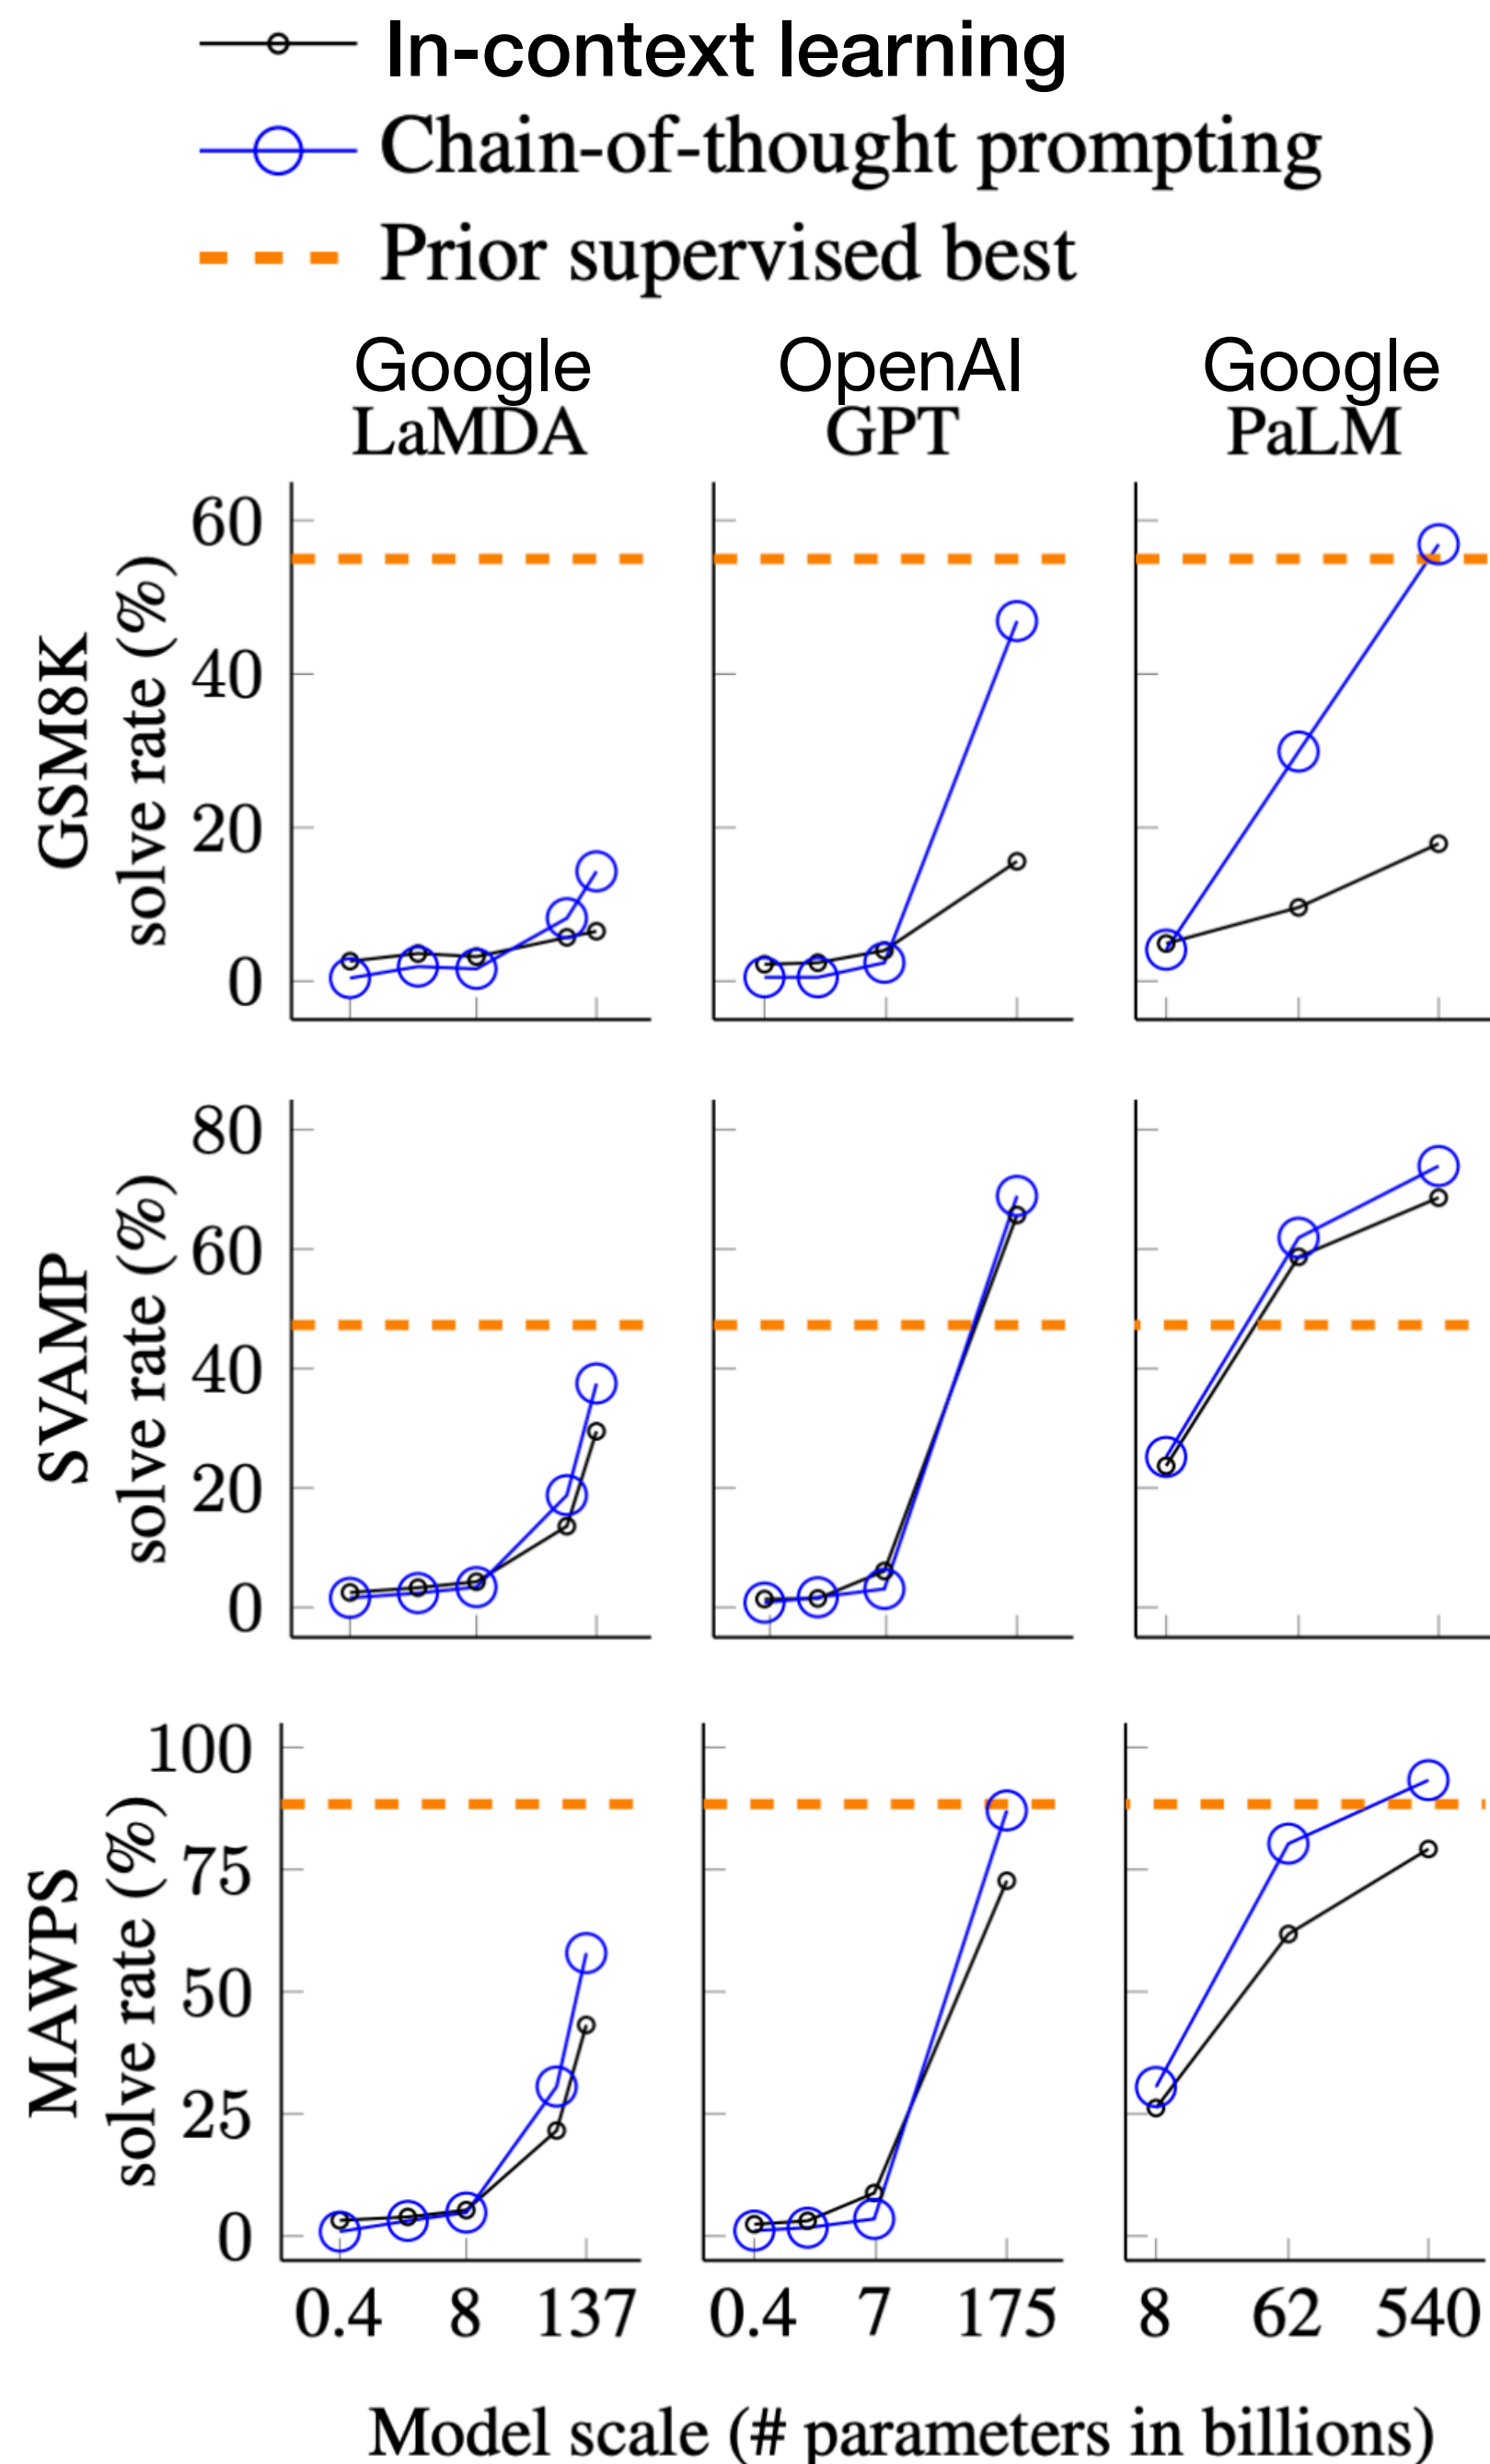 In-context learning
Chain-of-thought prompting
Prior supervised best
Google OpenAI Google
LaMDA GPT PaLM
GSM8K
solve rate (%)
60
40
20
0
SVAMP
solve rate (%)
80
60
40
20
0
MAWPS
solve rate (%)
100
75
50
25
0
0.4 8 137 0.4 7 175 8 62 540
Model scale (# parameters in billions)